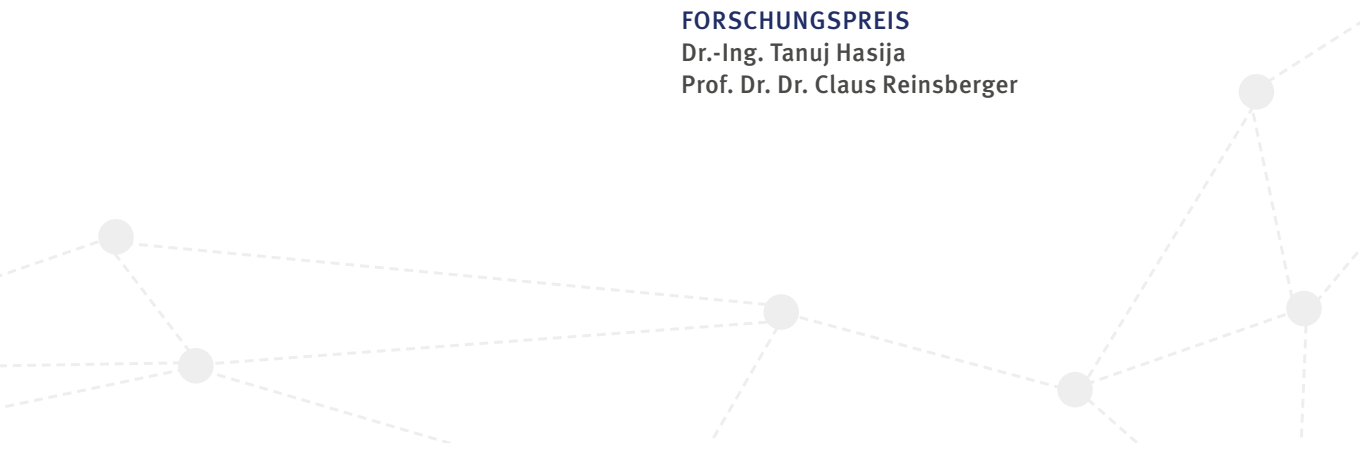 FORSCHUNGSPREIS
Dr.-Ing. Tanuj Hasija
Prof. Dr. Dr. Claus Reinsberger